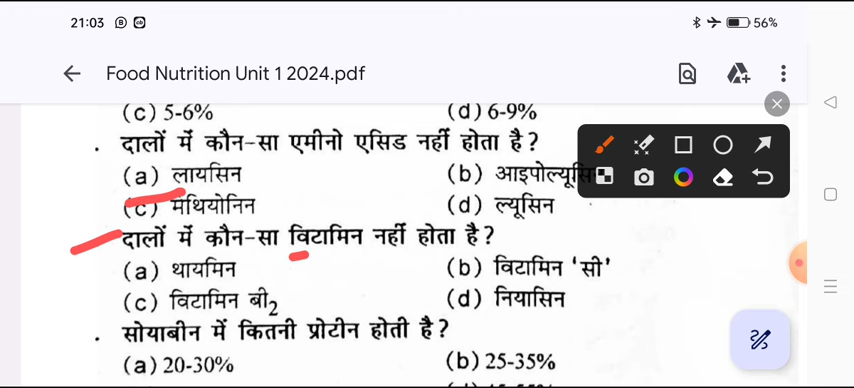 21:03 56%
Food Nutrition Unit 1 2024.pdf
(c) 5-6% (d) 6-9%
. दालों में कौन-सा एमीनो एसिड नहीं होता है?
(a) लायसिन (b) आइपोल्यूसि
(c) मेथियोनिन (d) ल्यूसिन
दालों में कौन-सा विटामिन नहीं होता है?
(a) थायमिन (b) विटामिन 'सी'
(c) विटामिन बी₂ (d) नियासिन
. सोयाबीन में कितनी प्रोटीन होती है?
(a) 20-30% (b) 25-35%